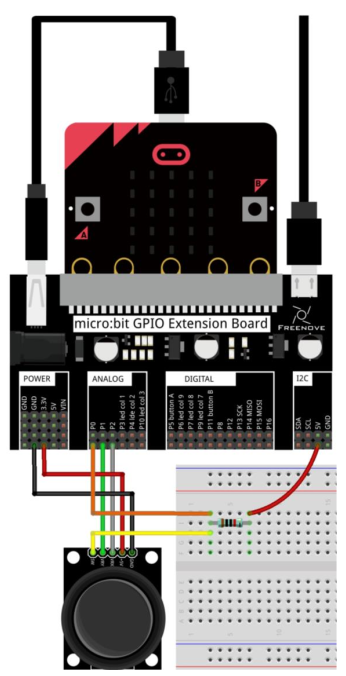 B
A
micro:bit GPIO Extension Board
FREENOVE
POWER
ANALOG
DIGITAL
I2C
GND
GND
3.3V
5V
VIN
P0
P1
P2
P3 led col 1
P4 lde col 2
P10 led col 3
P5 button A
P6 led col 9
P7 led col 8
P9 led col 7
P11 button B
P8
P12
P13 SCK
P14 MISO
P15 MOSI
P16
SDA
SCL
5V
GND